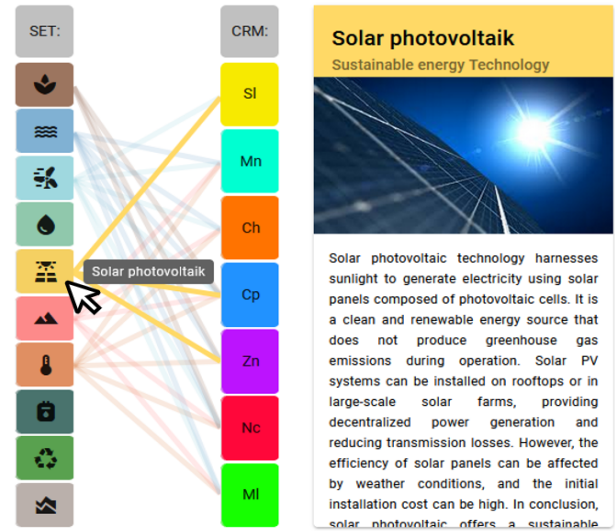 SET:
CRM:
Sl
Mn
Ch
Cp
Zn
Nc
Ml
Solar photovoltaik
Solar photovoltaik
Sustainable energy Technology
Solar photovoltaic technology harnesses
sunlight to generate electricity using solar
panels composed of photovoltaic cells. It is
a clean and renewable energy source that
does not produce greenhouse gas
emissions during operation. Solar PV
systems can be installed on rooftops or in
large-scale solar farms, providing
decentralized power generation and
reducing transmission losses. However, the
efficiency of solar panels can be affected
by weather conditions, and the initial
installation cost can be high. In conclusion,
solar photovoltaic offers a sustainable